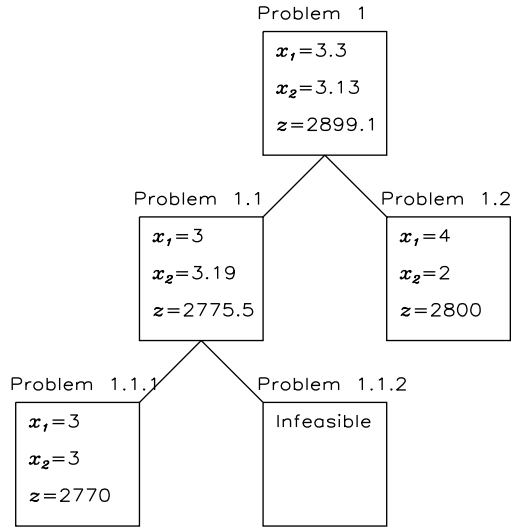 Problem 1
x₁=3.3
x₂=3.13
z=2899.1
Problem 1.1
x₁=3
x₂=3.19
z=2775.5
Problem 1.2
x₁=4
x₂=2
z=2800
Problem 1.1.1
x₁=3
x₂=3
z=2770
Problem 1.1.2
Infeasible